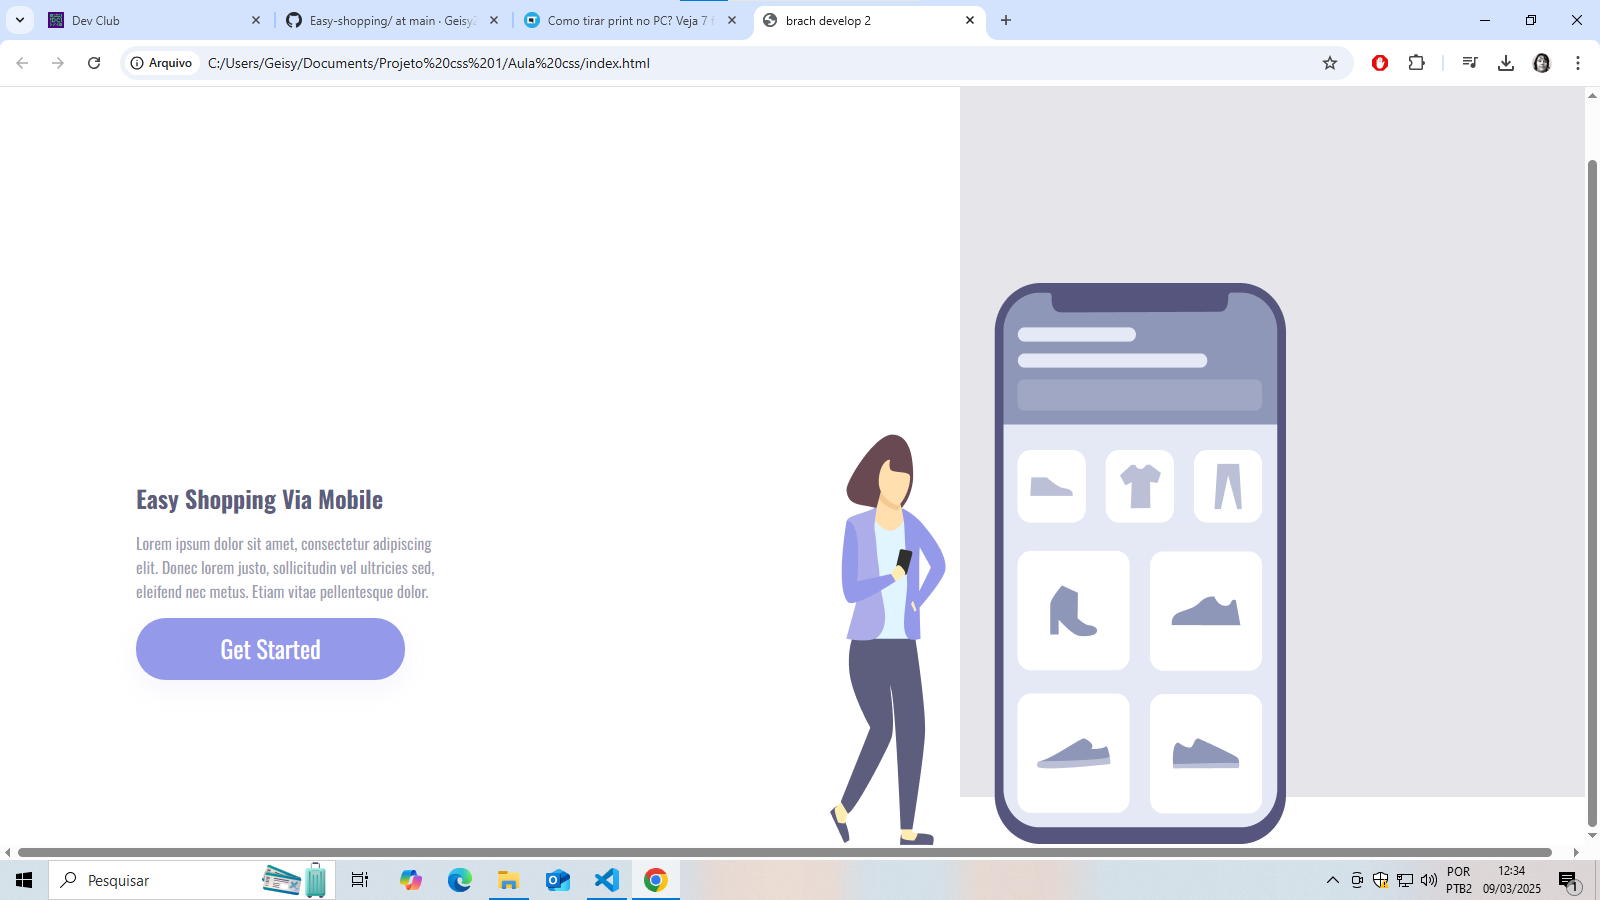 Dev Club
Easy-shopping/ at main · Geisy
Como tirar print no PC? Veja 7
brach develop 2
Arquivo
C:/Users/Geisy/Documents/Projeto%20css%201/Aula%20css/index.html
Easy Shopping Via Mobile
Lorem ipsum dolor sit amet, consectetur adipiscing
elit. Donec lorem justo, sollicitudin vel ultricies sed,
eleifend nec metus. Etiam vitae pellentesque dolor.
Get Started
Pesquisar
POR
PTB2
12:34
09/03/2025
1